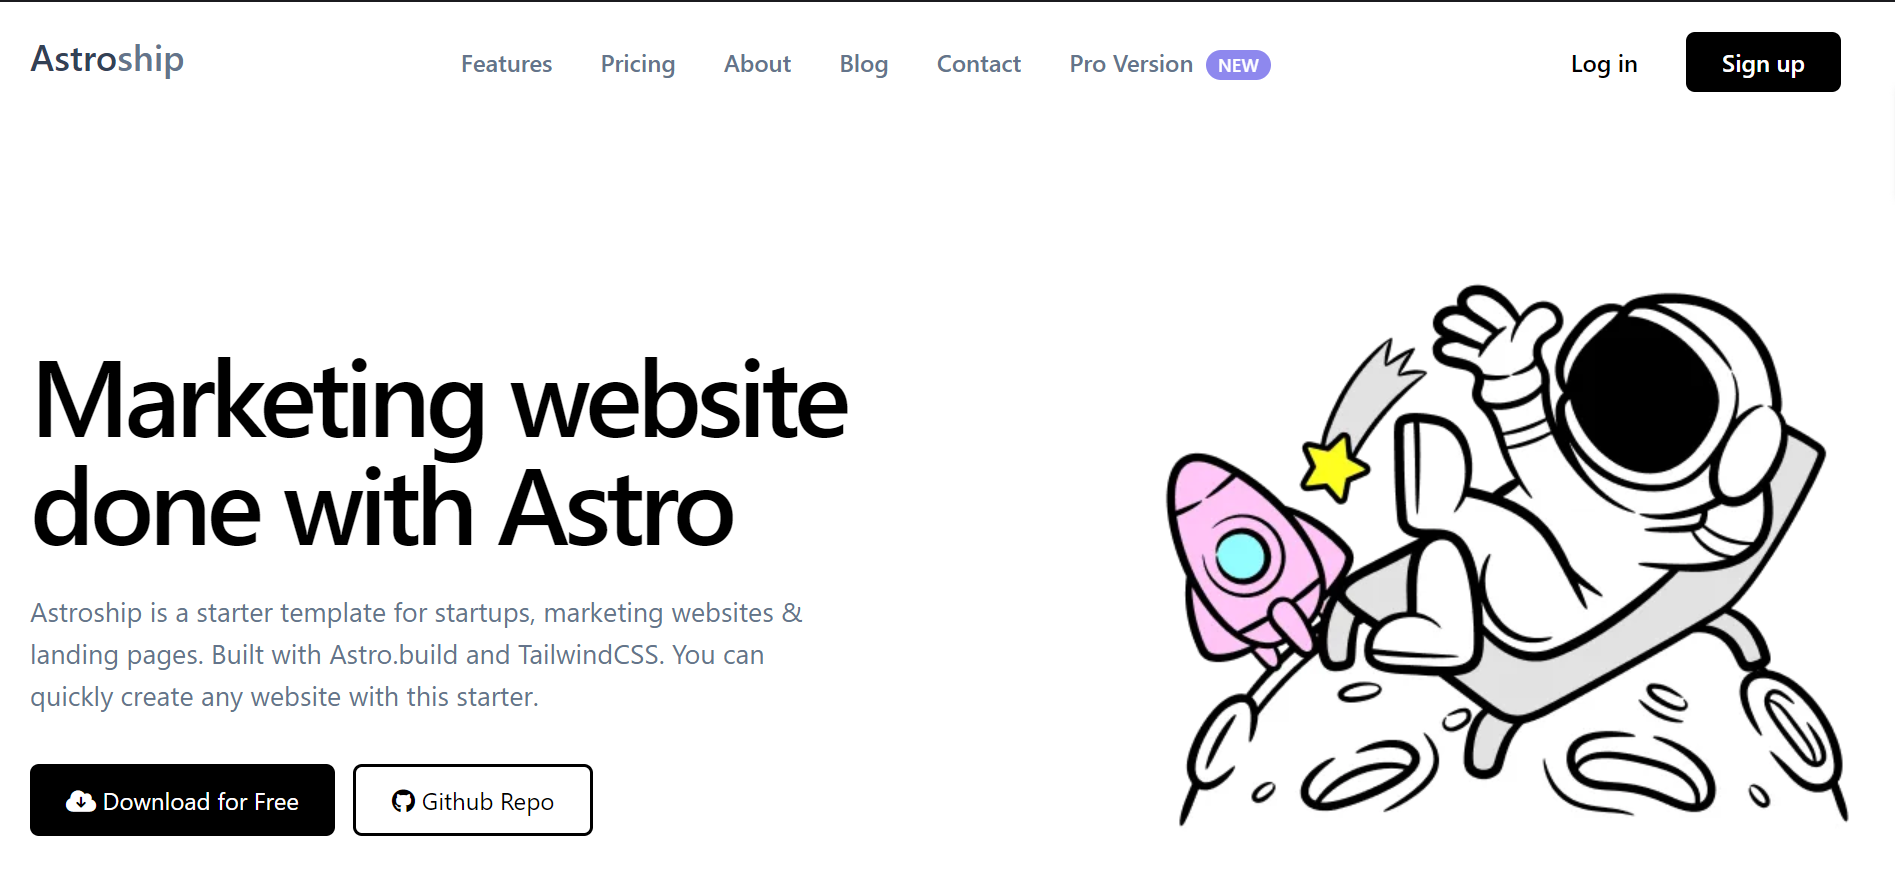 Astroship
Features
Pricing
About
Blog
Contact
Pro Version NEW
Log in
Sign up
Marketing website
done with Astro
Astroship is a starter template for startups, marketing websites &
landing pages. Built with Astro.build and TailwindCSS. You can
quickly create any website with this starter.
Download for Free
Github Repo